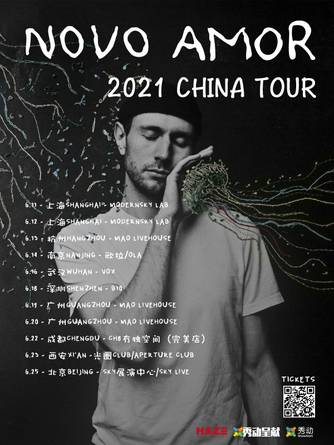 NOVO AMOR
2021 CHINA TOUR
6.11 - 上海SHANGHAI - MODERNSKY LAB
6.12 - 上海SHANGHAI - MODERNSKY LAB
6.13 - 杭州HANGZHOU - MAO LIVEHOUSE
6.14 - 南京NANJING - 欧拉/OLA
6.16 - 武汉WUHAN - VOX
6.18 - 深圳SHENZHEN - B10
6.19 - 广州GUANGZHOU - MAO LIVEHOUSE
6.20 - 广州GUANGZHOU - MAO LIVEHOUSE
6.22 - 成都CHENGDU - CH8冇独空间 (完美店)
6.23 - 西安XI'AN - 光圈CLUB/APERTURE CLUB
6.25 - 北京BEIJING - SKY展演中心/SKY LIVE
TICKETS
HAZE 秀动呈献 秀动